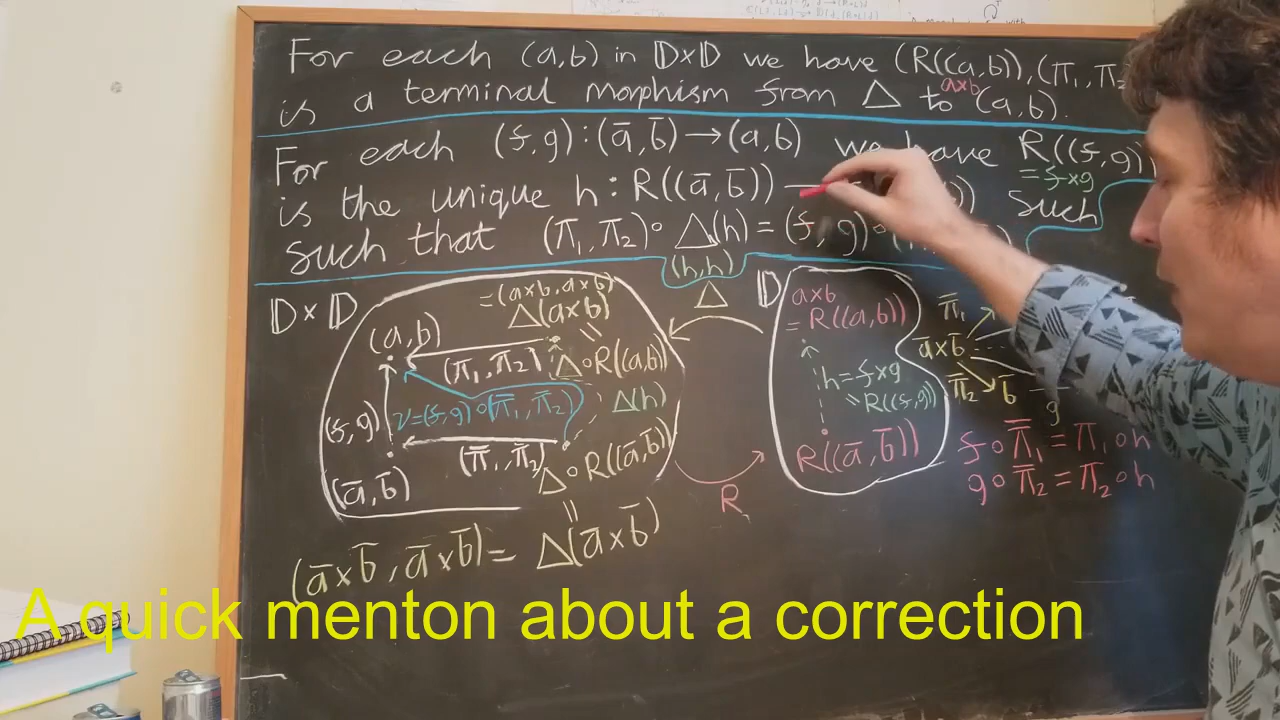 For each (a,b) in 𝔻×𝔻 we have (R((a,b)),(π₁,π₂
a×b
is a terminal morphism from Δ to (a,b).
For each (f,g):(ā,b̄)→(a,b) we have R((f,g))
= f×g
is the unique h : R((ā,b̄)) such
such that (π₁,π₂)∘Δ(h)=(f,g)∘(
(h,h)
𝔻×𝔻
=(a×b,a×b)
Δ(a×b)
(a,b)
(π₁,π₂)
Δ∘R((a,b))
(f,g)
ν=(f,g)∘(π̄₁,π̄₂)
Δ(h)
(π̄₁,π̄₂)
Δ∘R((ā,b̄))
(ā,b̄)
=
(ā×b̄,ā×b̄)= Δ(ā×b̄)
Δ
R
𝔻
a×b
= R((a,b))
h=f×g
= R((f,g))
R((ā,b̄))
π̄₁
ā×b̄
π̄₂ b̄
g
f∘π̄₁=π₁∘h
g∘π̄₂=π₂∘h
A quick menton about a correction